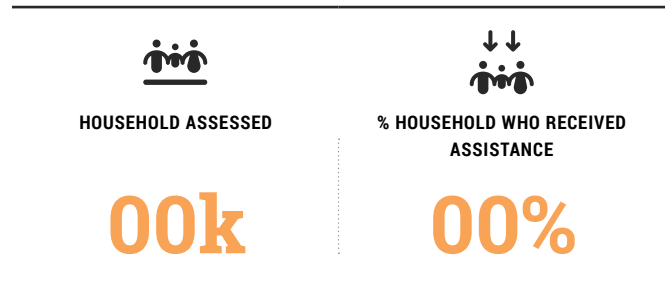 HOUSEHOLD ASSESSED
00k
% HOUSEHOLD WHO RECEIVED
ASSISTANCE
00%